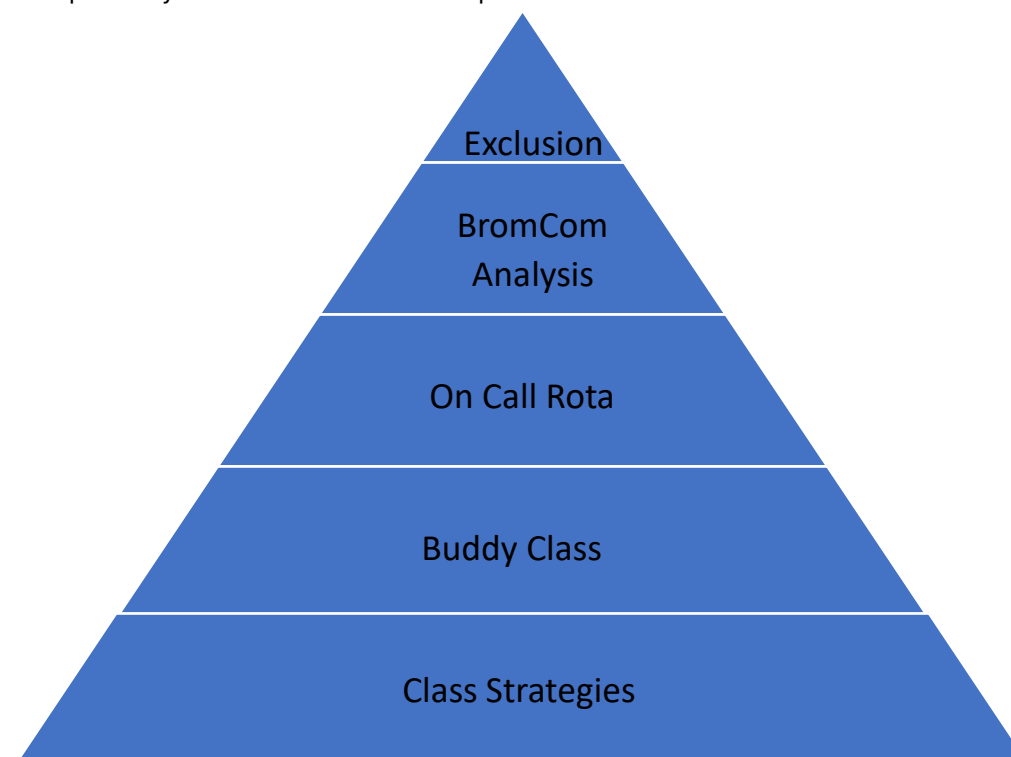 Exclusion
BromCom
Analysis
On Call Rota
Buddy Class
Class Strategies